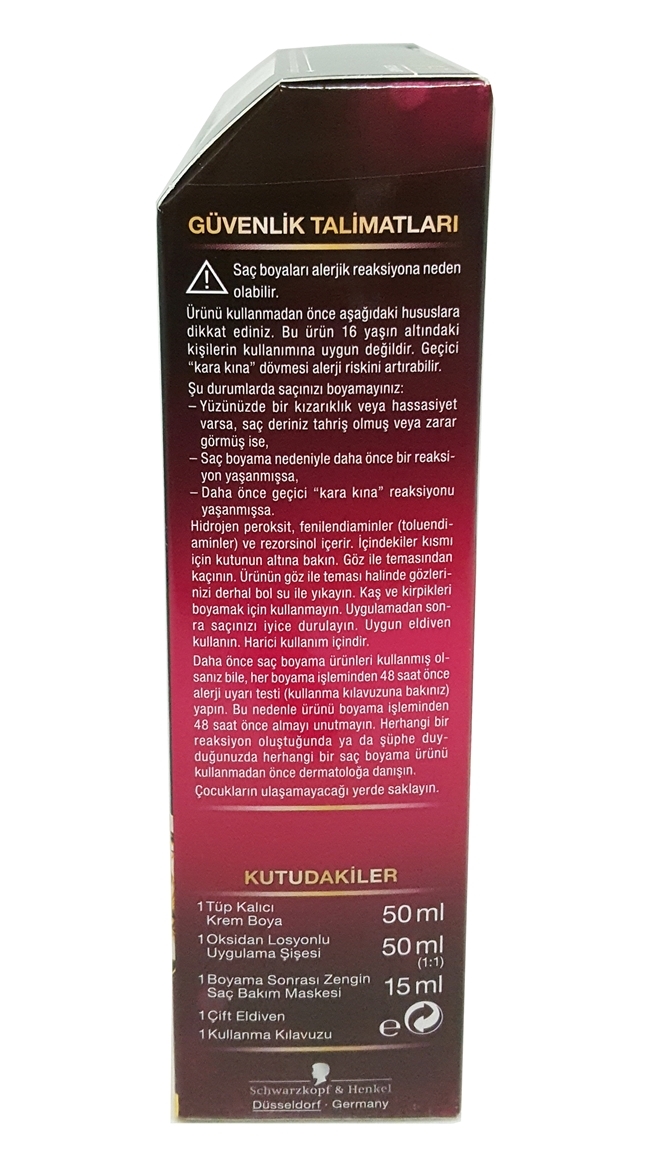 GÜVENLİK TALİMATLARI
Saç boyaları alerjik reaksiyona neden
olabilir.
Ürünü kullanmadan önce aşağıdaki hususlara
dikkat ediniz. Bu ürün 16 yaşın altındaki
kişilerin kullanımına uygun değildir. Geçici
“kara kına” dövmesi alerji riskini artırabilir.
Şu durumlarda saçınızı boyamayınız:
– Yüzünüzde bir kızarıklık veya hassasiyet
varsa, saç deriniz tahriş olmuş veya zarar
görmüş ise,
– Saç boyama nedeniyle daha önce bir reaksi-
yon yaşanmışsa,
– Daha önce geçici “kara kına” reaksiyonu
yaşanmışsa.
Hidrojen peroksit, fenilendiaminler (toluendi-
aminler) ve rezorsinol içerir. İçindekiler kısmı
için kutunun altına bakın. Göz ile temasından
kaçının. Ürünün göz ile teması halinde gözleri-
nizi derhal bol su ile yıkayın. Kaş ve kirpikleri
boyamak için kullanmayın. Uygulamadan son-
ra saçınızı iyice durulayın. Uygun eldiven
kullanın. Harici kullanım içindir.
Daha önce saç boyama ürünleri kullanmış ol-
sanız bile, her boyama işleminden 48 saat önce
alerji uyarı testi (kullanma kılavuzuna bakınız)
yapın. Bu nedenle ürünü boyama işleminden
48 saat önce almayı unutmayın. Herhangi bir
reaksiyon oluştuğunda ya da şüphe duy-
duğunuzda herhangi bir saç boyama ürünü
kullanmadan önce dermatoloğa danışın.
Çocukların ulaşamayacağı yerde saklayın.
KUTUDAKİLER
1 Tüp Kalıcı
Krem Boya 50 ml
1 Oksidan Losyonlu
Uygulama Şişesi 50 ml
(1:1)
1 Boyama Sonrası Zengin
Saç Bakım Maskesi 15 ml
1 Çift Eldiven
1 Kullanma Kılavuzu
e
Schwarzkopf & Henkel
Düsseldorf · Germany